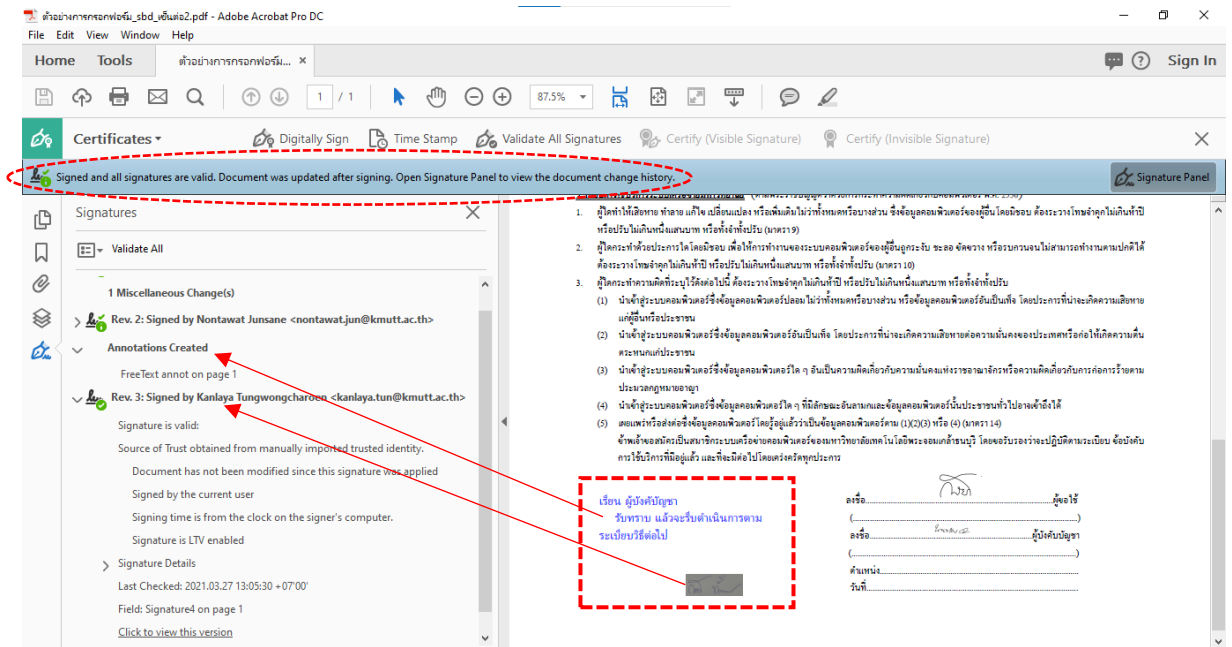 ตัวอย่างการกรอกฟอร์ม_sbd_เซ็นต่อ2.pdf - Adobe Acrobat Pro DC
File Edit View Window Help
Home Tools ตัวอย่างการกรอกฟอร์ม... × Sign In
1 / 1 87.5%
Certificates Digitally Sign Time Stamp Validate All Signatures Certify (Visible Signature) Certify (Invisible Signature)
Signed and all signatures are valid. Document was updated after signing. Open Signature Panel to view the document change history. Signature Panel
Signatures
Validate All
1 Miscellaneous Change(s)
Rev. 2: Signed by Nontawat Junsane <nontawat.jun@kmutt.ac.th>
Annotations Created
FreeText annot on page 1
Rev. 3: Signed by Kanlaya Tungwongcharoen <kanlaya.tun@kmutt.ac.th>
Signature is valid:
Source of Trust obtained from manually imported trusted identity.
Document has not been modified since this signature was applied
Signed by the current user
Signing time is from the clock on the signer's computer.
Signature is LTV enabled
Signature Details
Last Checked: 2021.03.27 13:05:30 +07'00'
Field: Signature4 on page 1
Click to view this version
1. ผู้ใดทำให้เสียหาย ทำลาย แก้ไข เปลี่ยนแปลง หรือเพิ่มเติมไม่ว่าทั้งหมดหรือบางส่วน ซึ่งข้อมูลคอมพิวเตอร์ของผู้อื่นโดยมิชอบ ต้องระวางโทษจำคุกไม่เกินห้าปี
หรือปรับไม่เกินหนึ่งแสนบาท หรือทั้งจำทั้งปรับ (มาตรา 9)
2. ผู้ใดกระทำด้วยประการใดโดยมิชอบ เพื่อให้การทำงานของระบบคอมพิวเตอร์ของผู้อื่นถูกระงับ ชะลอ ขัดขวาง หรือรบกวนจนไม่สามารถทำงานตามปกติได้
ต้องระวางโทษจำคุกไม่เกินห้าปี หรือปรับไม่เกินหนึ่งแสนบาท หรือทั้งจำทั้งปรับ (มาตรา 10)
3. ผู้ใดกระทำความผิดที่ระบุไว้ดังต่อไปนี้ ต้องระวางโทษจำคุกไม่เกินห้าปี หรือปรับไม่เกินหนึ่งแสนบาท หรือทั้งจำทั้งปรับ
(1) นำเข้าสู่ระบบคอมพิวเตอร์ซึ่งข้อมูลคอมพิวเตอร์ปลอมไม่ว่าทั้งหมดหรือบางส่วน หรือข้อมูลคอมพิวเตอร์อันเป็นเท็จ โดยประการที่น่าจะเกิดความเสียหาย
แก่ผู้อื่นหรือประชาชน
(2) นำเข้าสู่ระบบคอมพิวเตอร์ซึ่งข้อมูลคอมพิวเตอร์อันเป็นเท็จ โดยประการที่น่าจะเกิดความเสียหายต่อความมั่นคงของประเทศหรือก่อให้เกิดความตื่น
ตระหนกแก่ประชาชน
(3) นำเข้าสู่ระบบคอมพิวเตอร์ซึ่งข้อมูลคอมพิวเตอร์ใด ๆ อันเป็นความผิดเกี่ยวกับความมั่นคงแห่งราชอาณาจักรหรือความผิดเกี่ยวกับการก่อการร้ายตาม
ประมวลกฎหมายอาญา
(4) นำเข้าสู่ระบบคอมพิวเตอร์ซึ่งข้อมูลคอมพิวเตอร์ใด ๆ ที่มีลักษณะอันลามกและข้อมูลคอมพิวเตอร์นั้นประชาชนทั่วไปอาจเข้าถึงได้
(5) เผยแพร่หรือส่งต่อซึ่งข้อมูลคอมพิวเตอร์โดยรู้อยู่แล้วว่าเป็นข้อมูลคอมพิวเตอร์ตาม (1)(2)(3) หรือ (4) (มาตรา 14)
ข้าพเจ้าขอสมัครเป็นสมาชิกระบบเครือข่ายคอมพิวเตอร์ของมหาวิทยาลัยเทคโนโลยีพระจอมเกล้าธนบุรี โดยขอรับรองว่าจะปฏิบัติตามระเบียบ ข้อบังคับ
การใช้บริการที่มีอยู่แล้ว และที่จะมีต่อไปโดยเคร่งครัดทุกประการ
เรียน ผู้บังคับบัญชา
รับทราบ แล้วจะรีบดำเนินการตาม
ระเบียบวิธีต่อไป
ลงชื่อ..........ผู้ขอใช้
(..........)
ลงชื่อ..........ผู้บังคับบัญชา
(..........)
ตำแหน่ง..........
วันที่..........